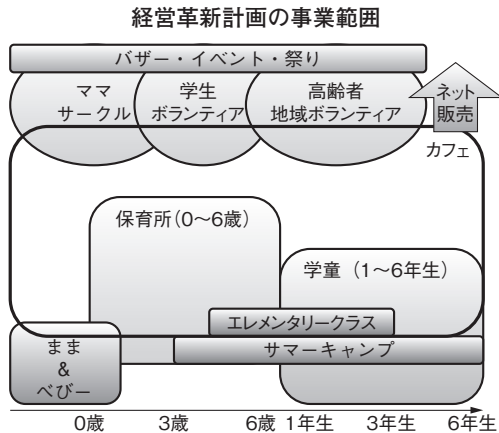 経営革新計画の事業範囲
バザー・イベント・祭り
ママ
サークル
学生
ボランティア
高齢者
地域ボランティア
ネット
販売
カフェ
保育所（0～6歳）
学童（1～6年生）
エレメンタリークラス
サマーキャンプ
まま
&
べびー
0歳 3歳 6歳 1年生 3年生 6年生